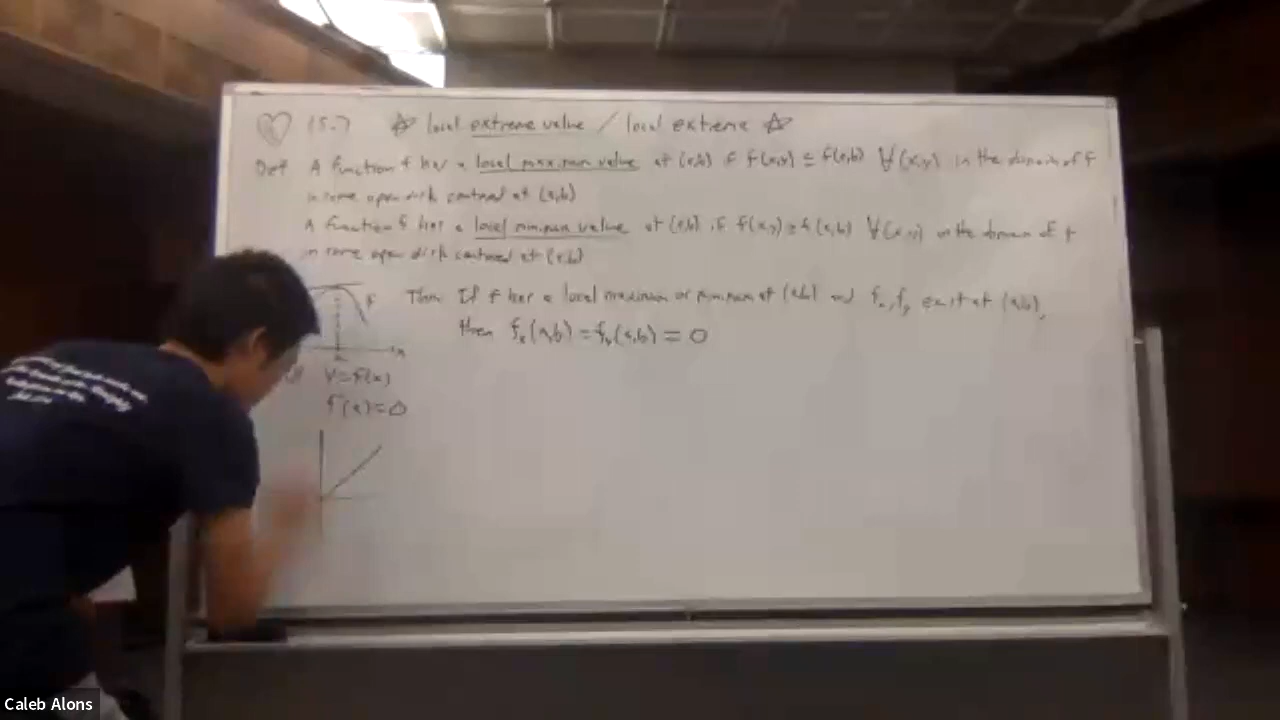 15.7 ☆ local extreme value / local extreme ☆
Def A function f has a local maximum value at (a,b) if f(x,y) ≤ f(a,b) ∀(x,y) in the domain of f
in some open disk centered at (a,b)
A function f has a local minimum value at (a,b) if f(x,y) ≥ f(a,b) ∀(x,y) in the domain of f
in some open disk centered at (a,b)
f
Thm If f has a local maximum or minimum at (a,b) and fx, fy exist at (a,b),
then fx(a,b) = fy(a,b) = 0
y=f(x)
f'(a)=0
Caleb Alons